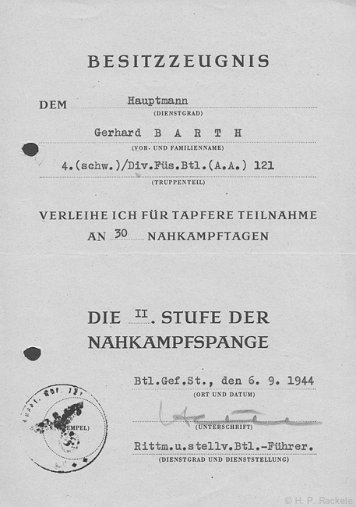 BESITZZEUGNIS
DEM Hauptmann
(DIENSTGRAD)
Gerhard B A R T H
(VOR- UND FAMILIENNAME)
4.(schw.)/Div.Füs.Btl.(A.A.) 121
(TRUPPENTEIL)
VERLEIHE ICH FÜR TAPFERE TEILNAHME
AN 30 NAHKAMPFTAGEN
DIE II. STUFE DER
NAHKAMPFSPANGE
Btl.Gef.St., den 6. 9. 1944
(ORT UND DATUM)
(UNTERSCHRIFT)
Rittm.u.stellv.Btl.-Führer.
(DIENSTGRAD UND DIENSTSTELLUNG)
© H. P. Rackele